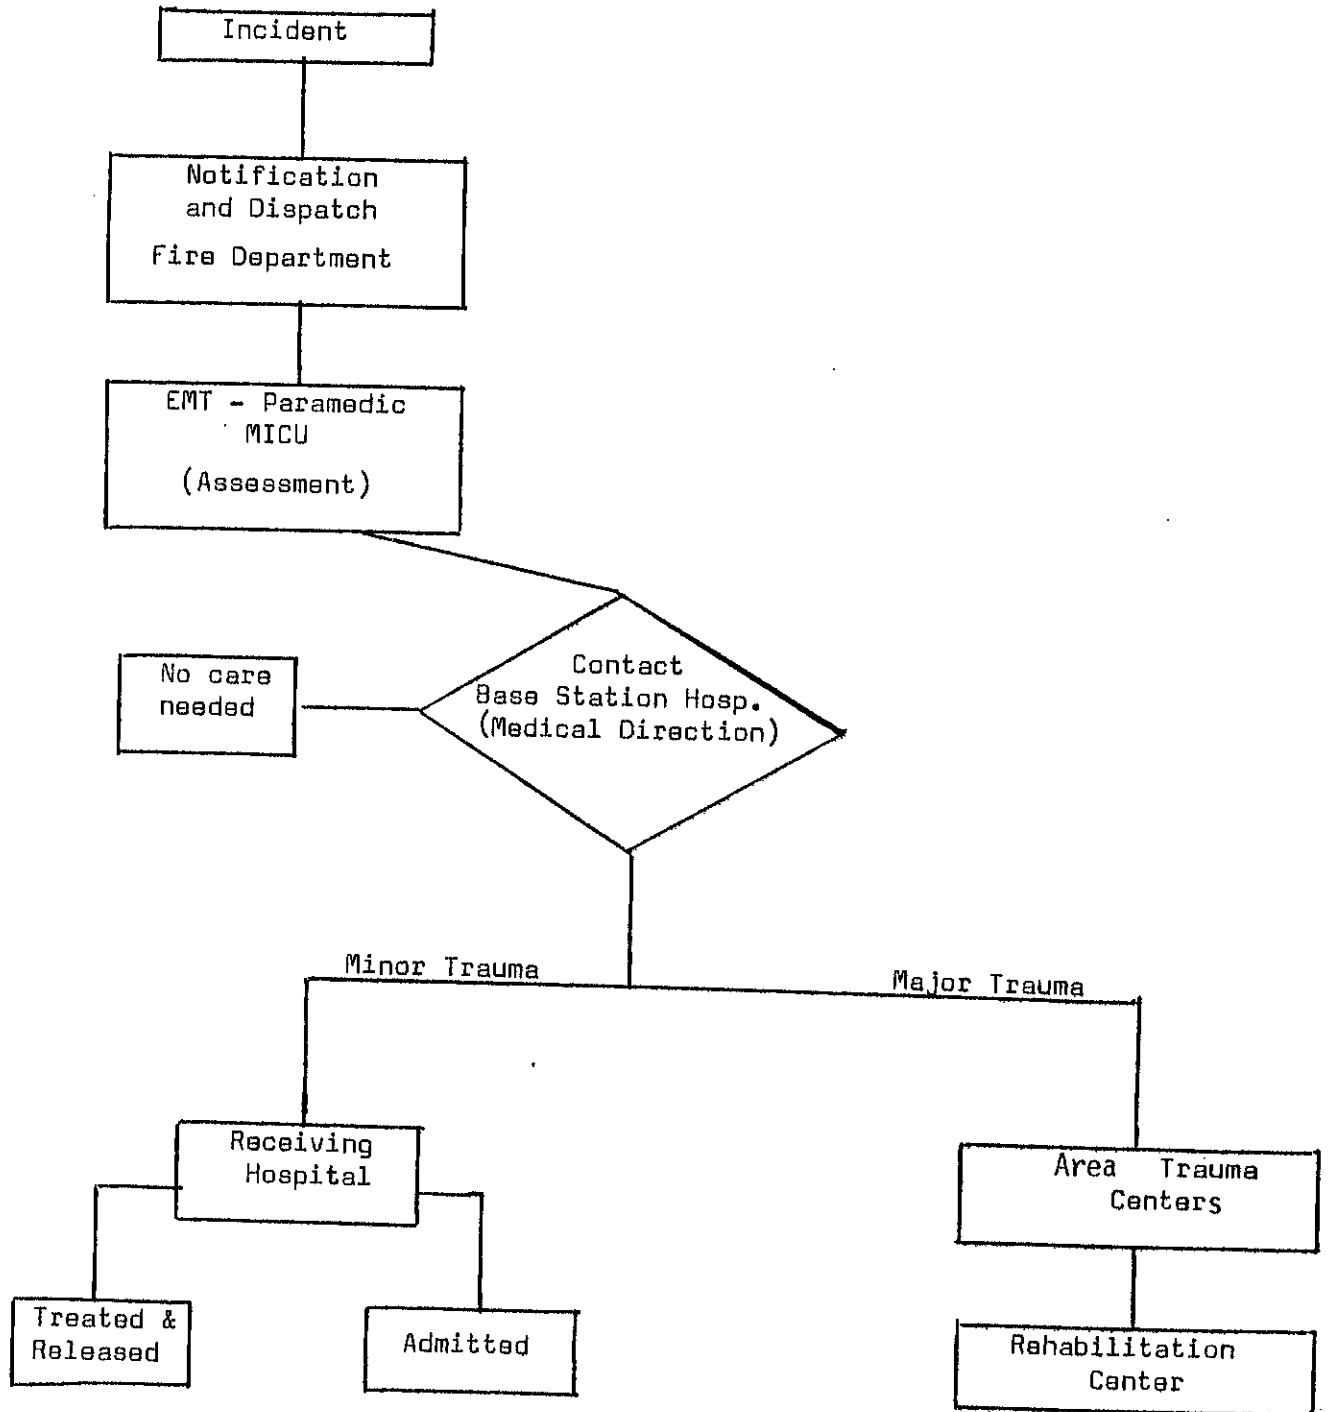 Incident
Notification
and Dispatch
Fire Department
EMT - Paramedic
MICU
(Assessment)
No care
needed
Contact
Base Station Hosp.
(Medical Direction)
Minor Trauma
Major Trauma
Receiving
Hospital
Area Trauma
Centers
Treated &
Released
Admitted
Rehabilitation
Center